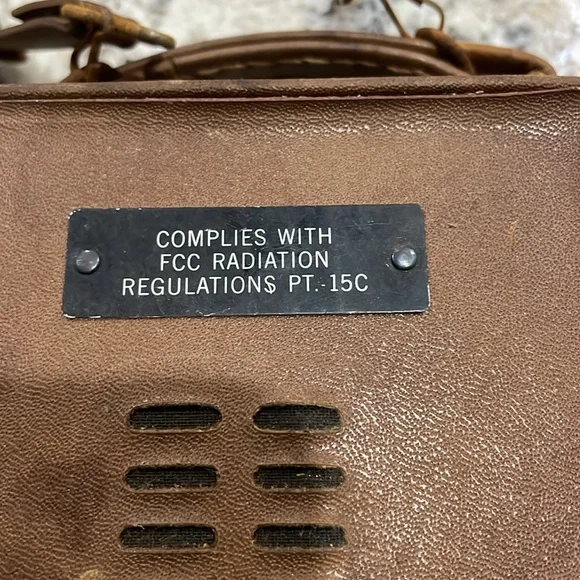 COMPLIES WITH
FCC RADIATION
REGULATIONS PT.-15C